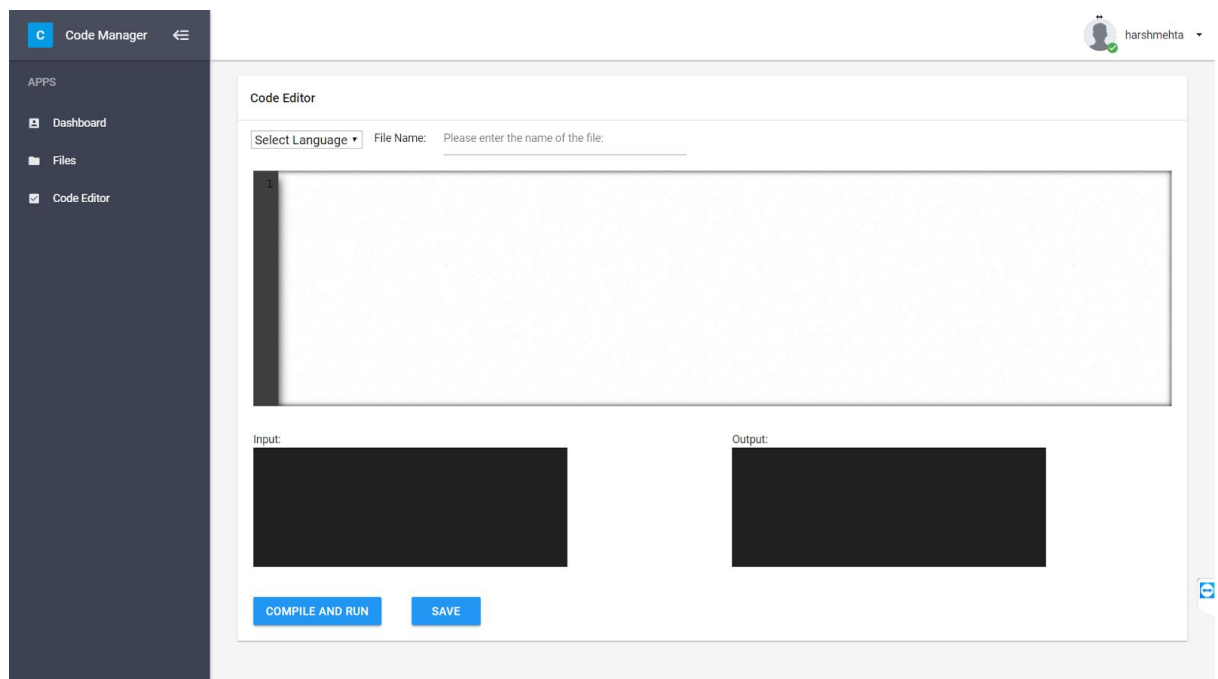 C Code Manager
harshmehta
APPS
Dashboard
Files
Code Editor
Code Editor
Select Language File Name: Please enter the name of the file:
1
Input: Output:
COMPILE AND RUN SAVE